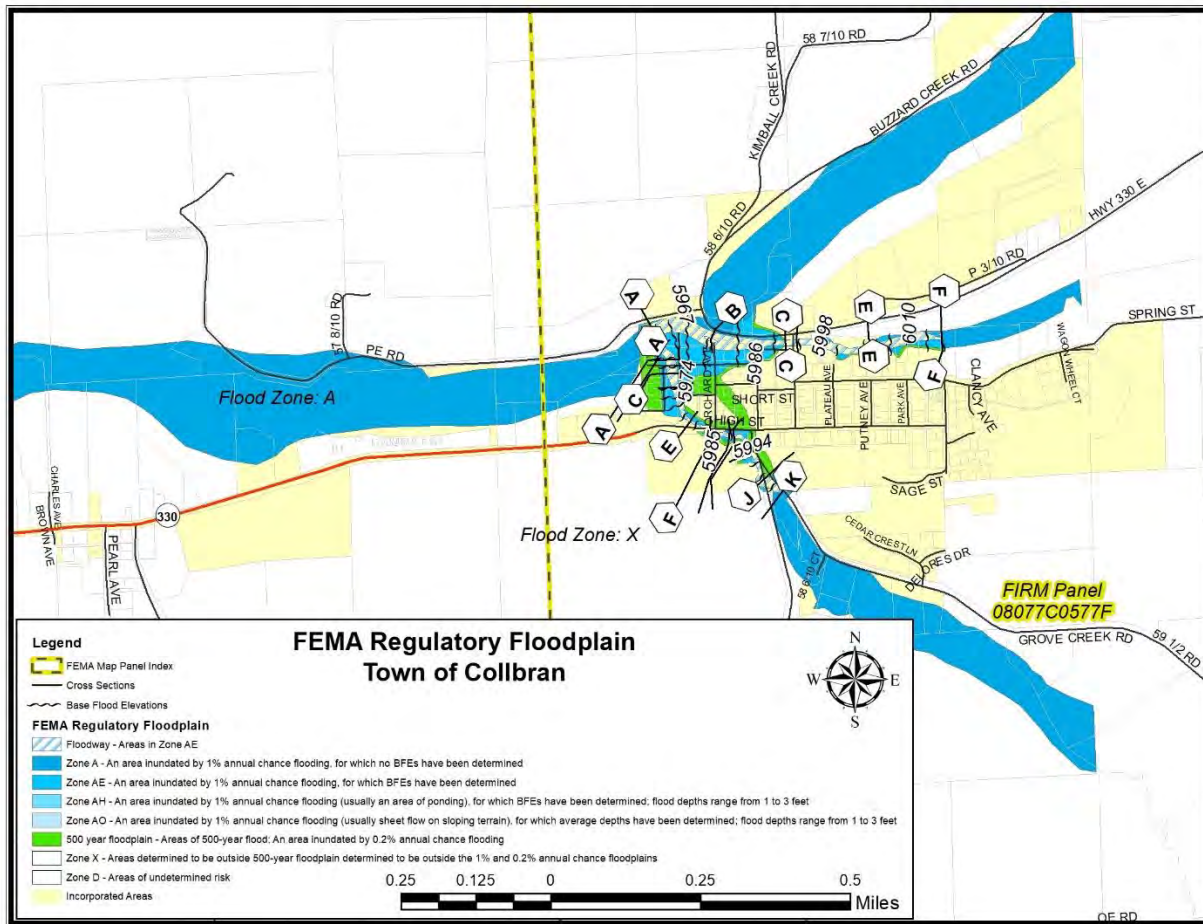 58 7/10 RD
KIMBALL CREEK RD
BUZZARD CREEK RD
58 6/10 RD
HWY 330 E
P 3/10 RD
57 8/10 RD
PE RD
Flood Zone: A
A
5967
B
C
E
F
5998
6010
SPRING ST
WAGON WHEEL CT
A
C
5974
ORCHARD AVE
5986
C
E
F
SHORT ST
PLATEAU AVE
PUTNEY AVE
PARK AVE
CLANCY AVE
A
E
HIGH ST
5985
5994
J
K
SAGE ST
F
Flood Zone: X
330
CHARLES AVE
BROWN AVE
PEARL AVE
CEDAR CREST LN
DELORES DR
58 6/10 CT
FIRM Panel
08077C0577F
GROVE CREEK RD
59 1/2 RD
OE RD
FEMA Regulatory Floodplain
Town of Collbran
N
W
E
S
Legend
FEMA Map Panel Index
Cross Sections
Base Flood Elevations
FEMA Regulatory Floodplain
Floodway - Areas in Zone AE
Zone A - An area inundated by 1% annual chance flooding, for which no BFEs have been determined
Zone AE - An area inundated by 1% annual chance flooding, for which BFEs have been determined
Zone AH - An area inundated by 1% annual chance flooding (usually an area of ponding), for which BFEs have been determined; flood depths range from 1 to 3 feet
Zone AO - An area inundated by 1% annual chance flooding (usually sheet flow on sloping terrain), for which average depths have been determined; flood depths range from 1 to 3 feet
500 year floodplain - Areas of 500-year flood; An area inundated by 0.2% annual chance flooding
Zone X - Areas determined to be outside 500-year floodplain determined to be outside the 1% and 0.2% annual chance floodplains
Zone D - Areas of undetermined risk
Incorporated Areas
0.25 0.125 0 0.25 0.5
Miles